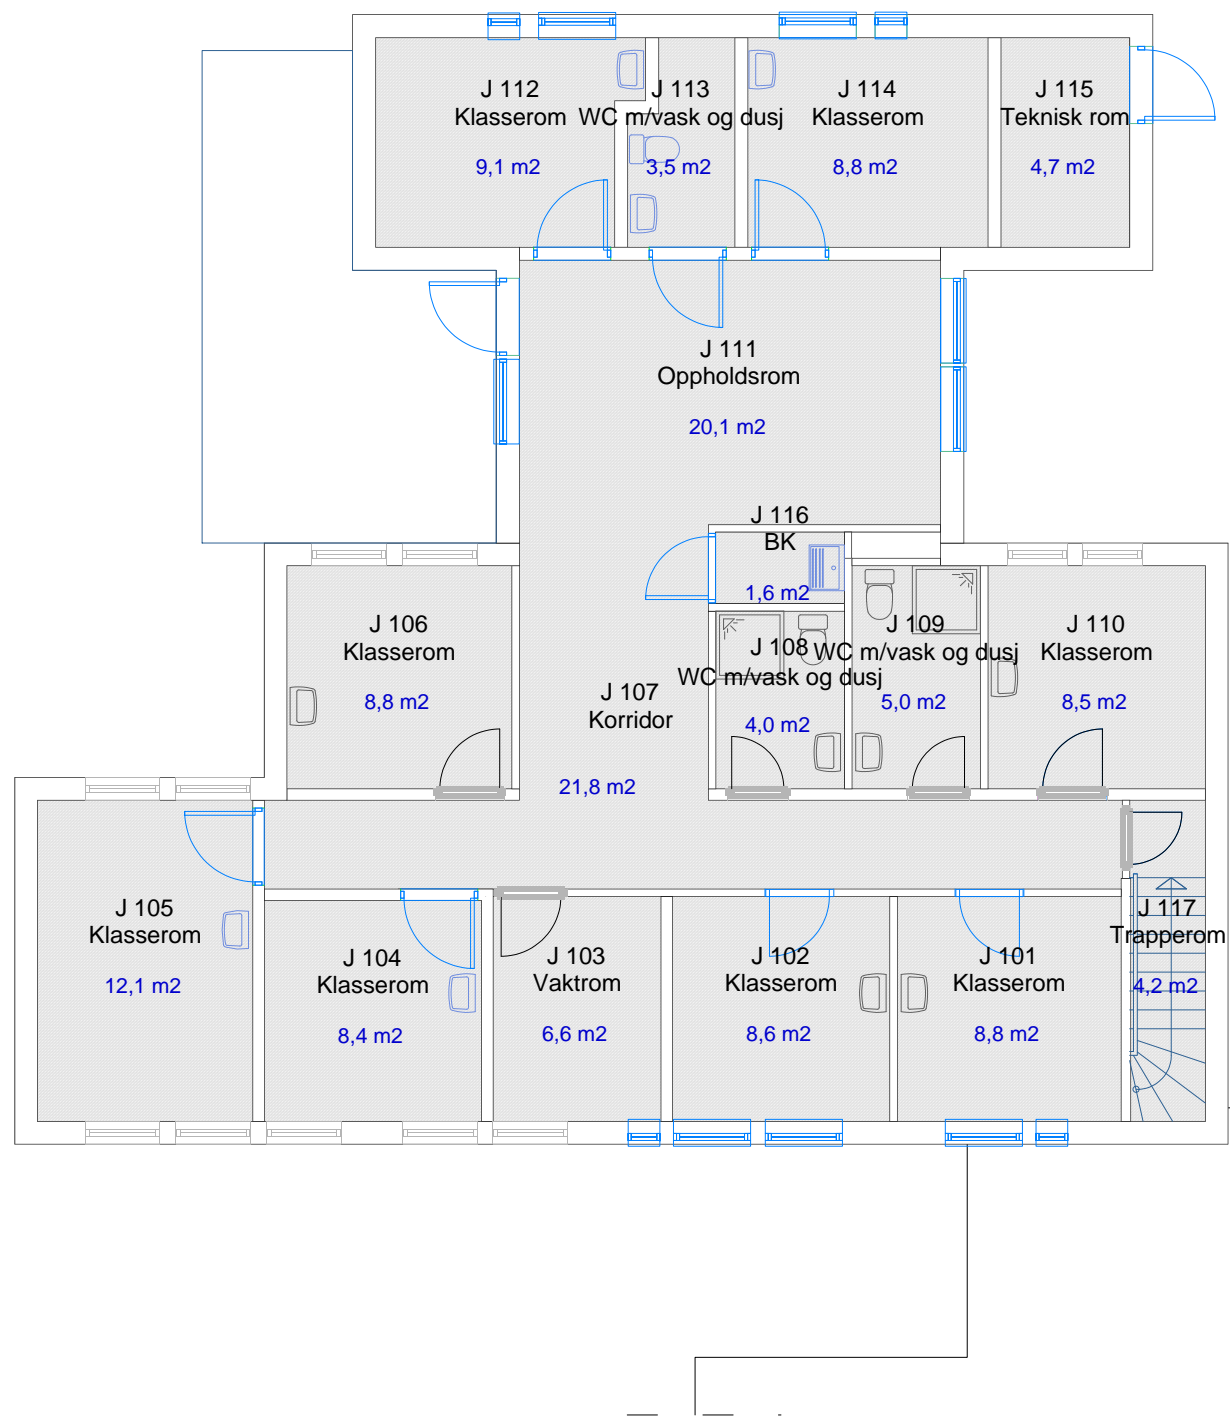 J 112
Klasserom
9,1 m2
J 113
WC m/vask og dusj
3,5 m2
J 114
Klasserom
8,8 m2
J 115
Teknisk rom
4,7 m2
J 111
Oppholdsrom
20,1 m2
J 116
BK
1,6 m2
J 106
Klasserom
8,8 m2
J 107
Korridor
21,8 m2
J 108
WC m/vask og dusj
4,0 m2
J 109
WC m/vask og dusj
5,0 m2
J 110
Klasserom
8,5 m2
J 105
Klasserom
12,1 m2
J 104
Klasserom
8,4 m2
J 103
Vaktrom
6,6 m2
J 102
Klasserom
8,6 m2
J 101
Klasserom
8,8 m2
J 117
Trapperom
4,2 m2